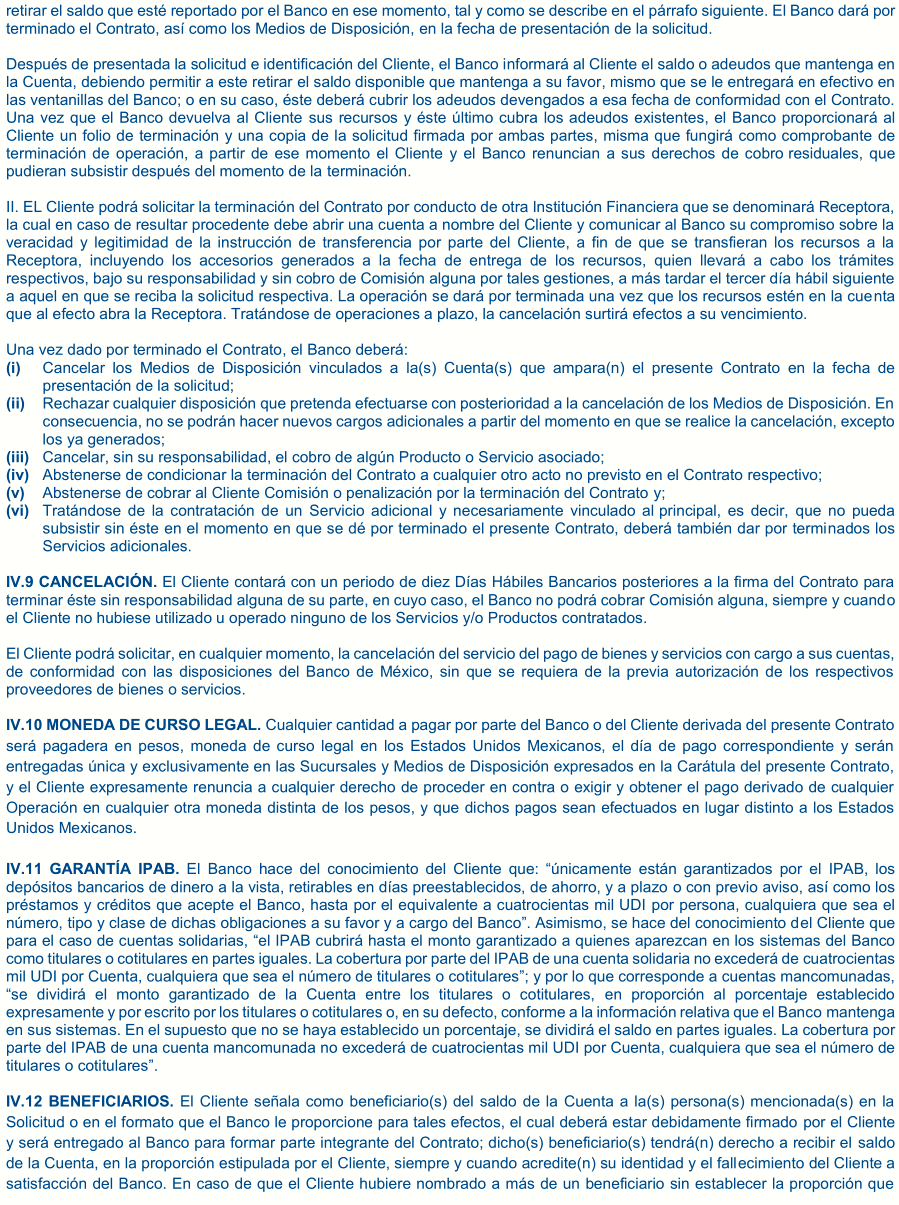 retirar el saldo que esté reportado por el Banco en ese momento, tal y como se describe en el párrafo siguiente. El Banco dará por
terminado el Contrato, así como los Medios de Disposición, en la fecha de presentación de la solicitud.
Después de presentada la solicitud e identificación del Cliente, el Banco informará al Cliente el saldo o adeudos que mantenga en
la Cuenta, debiendo permitir a este retirar el saldo disponible que mantenga a su favor, mismo que se le entregará en efectivo en
las ventanillas del Banco; o en su caso, éste deberá cubrir los adeudos devengados a esa fecha de conformidad con el Contrato.
Una vez que el Banco devuelva al Cliente sus recursos y éste último cubra los adeudos existentes, el Banco proporcionará al
Cliente un folio de terminación y una copia de la solicitud firmada por ambas partes, misma que fungirá como comprobante de
terminación de operación, a partir de ese momento el Cliente y el Banco renuncian a sus derechos de cobro residuales, que
pudieran subsistir después del momento de la terminación.
II. EL Cliente podrá solicitar la terminación del Contrato por conducto de otra Institución Financiera que se denominará Receptora,
la cual en caso de resultar procedente debe abrir una cuenta a nombre del Cliente y comunicar al Banco su compromiso sobre la
veracidad y legitimidad de la instrucción de transferencia por parte del Cliente, a fin de que se transfieran los recursos a la
Receptora, incluyendo los accesorios generados a la fecha de entrega de los recursos, quien llevará a cabo los trámites
respectivos, bajo su responsabilidad y sin cobro de Comisión alguna por tales gestiones, a más tardar el tercer día hábil siguiente
a aquel en que se reciba la solicitud respectiva. La operación se dará por terminada una vez que los recursos estén en la cuenta
que al efecto abra la Receptora. Tratándose de operaciones a plazo, la cancelación surtirá efectos a su vencimiento.
Una vez dado por terminado el Contrato, el Banco deberá:
(i) Cancelar los Medios de Disposición vinculados a la(s) Cuenta(s) que ampara(n) el presente Contrato en la fecha de
presentación de la solicitud;
(ii) Rechazar cualquier disposición que pretenda efectuarse con posterioridad a la cancelación de los Medios de Disposición. En
consecuencia, no se podrán hacer nuevos cargos adicionales a partir del momento en que se realice la cancelación, excepto
los ya generados;
(iii) Cancelar, sin su responsabilidad, el cobro de algún Producto o Servicio asociado;
(iv) Abstenerse de condicionar la terminación del Contrato a cualquier otro acto no previsto en el Contrato respectivo;
(v) Abstenerse de cobrar al Cliente Comisión o penalización por la terminación del Contrato y;
(vi) Tratándose de la contratación de un Servicio adicional y necesariamente vinculado al principal, es decir, que no pueda
subsistir sin éste en el momento en que se dé por terminado el presente Contrato, deberá también dar por terminados los
Servicios adicionales.
IV.9 CANCELACIÓN. El Cliente contará con un periodo de diez Días Hábiles Bancarios posteriores a la firma del Contrato para
terminar éste sin responsabilidad alguna de su parte, en cuyo caso, el Banco no podrá cobrar Comisión alguna, siempre y cuando
el Cliente no hubiese utilizado u operado ninguno de los Servicios y/o Productos contratados.
El Cliente podrá solicitar, en cualquier momento, la cancelación del servicio del pago de bienes y servicios con cargo a sus cuentas,
de conformidad con las disposiciones del Banco de México, sin que se requiera de la previa autorización de los respectivos
proveedores de bienes o servicios.
IV.10 MONEDA DE CURSO LEGAL. Cualquier cantidad a pagar por parte del Banco o del Cliente derivada del presente Contrato
será pagadera en pesos, moneda de curso legal en los Estados Unidos Mexicanos, el día de pago correspondiente y serán
entregadas única y exclusivamente en las Sucursales y Medios de Disposición expresados en la Carátula del presente Contrato,
y el Cliente expresamente renuncia a cualquier derecho de proceder en contra o exigir y obtener el pago derivado de cualquier
Operación en cualquier otra moneda distinta de los pesos, y que dichos pagos sean efectuados en lugar distinto a los Estados
Unidos Mexicanos.
IV.11 GARANTÍA IPAB. El Banco hace del conocimiento del Cliente que: “únicamente están garantizados por el IPAB, los
depósitos bancarios de dinero a la vista, retirables en días preestablecidos, de ahorro, y a plazo o con previo aviso, así como los
préstamos y créditos que acepte el Banco, hasta por el equivalente a cuatrocientas mil UDI por persona, cualquiera que sea el
número, tipo y clase de dichas obligaciones a su favor y a cargo del Banco”. Asimismo, se hace del conocimiento del Cliente que
para el caso de cuentas solidarias, “el IPAB cubrirá hasta el monto garantizado a quienes aparezcan en los sistemas del Banco
como titulares o cotitulares en partes iguales. La cobertura por parte del IPAB de una cuenta solidaria no excederá de cuatrocientas
mil UDI por Cuenta, cualquiera que sea el número de titulares o cotitulares”; y por lo que corresponde a cuentas mancomunadas,
“se dividirá el monto garantizado de la Cuenta entre los titulares o cotitulares, en proporción al porcentaje establecido
expresamente y por escrito por los titulares o cotitulares o, en su defecto, conforme a la información relativa que el Banco mantenga
en sus sistemas. En el supuesto que no se haya establecido un porcentaje, se dividirá el saldo en partes iguales. La cobertura por
parte del IPAB de una cuenta mancomunada no excederá de cuatrocientas mil UDI por Cuenta, cualquiera que sea el número de
titulares o cotitulares”.
IV.12 BENEFICIARIOS. El Cliente señala como beneficiario(s) del saldo de la Cuenta a la(s) persona(s) mencionada(s) en la
Solicitud o en el formato que el Banco le proporcione para tales efectos, el cual deberá estar debidamente firmado por el Cliente
y será entregado al Banco para formar parte integrante del Contrato; dicho(s) beneficiario(s) tendrá(n) derecho a recibir el saldo
de la Cuenta, en la proporción estipulada por el Cliente, siempre y cuando acredite(n) su identidad y el fallecimiento del Cliente a
satisfacción del Banco. En caso de que el Cliente hubiere nombrado a más de un beneficiario sin establecer la proporción que